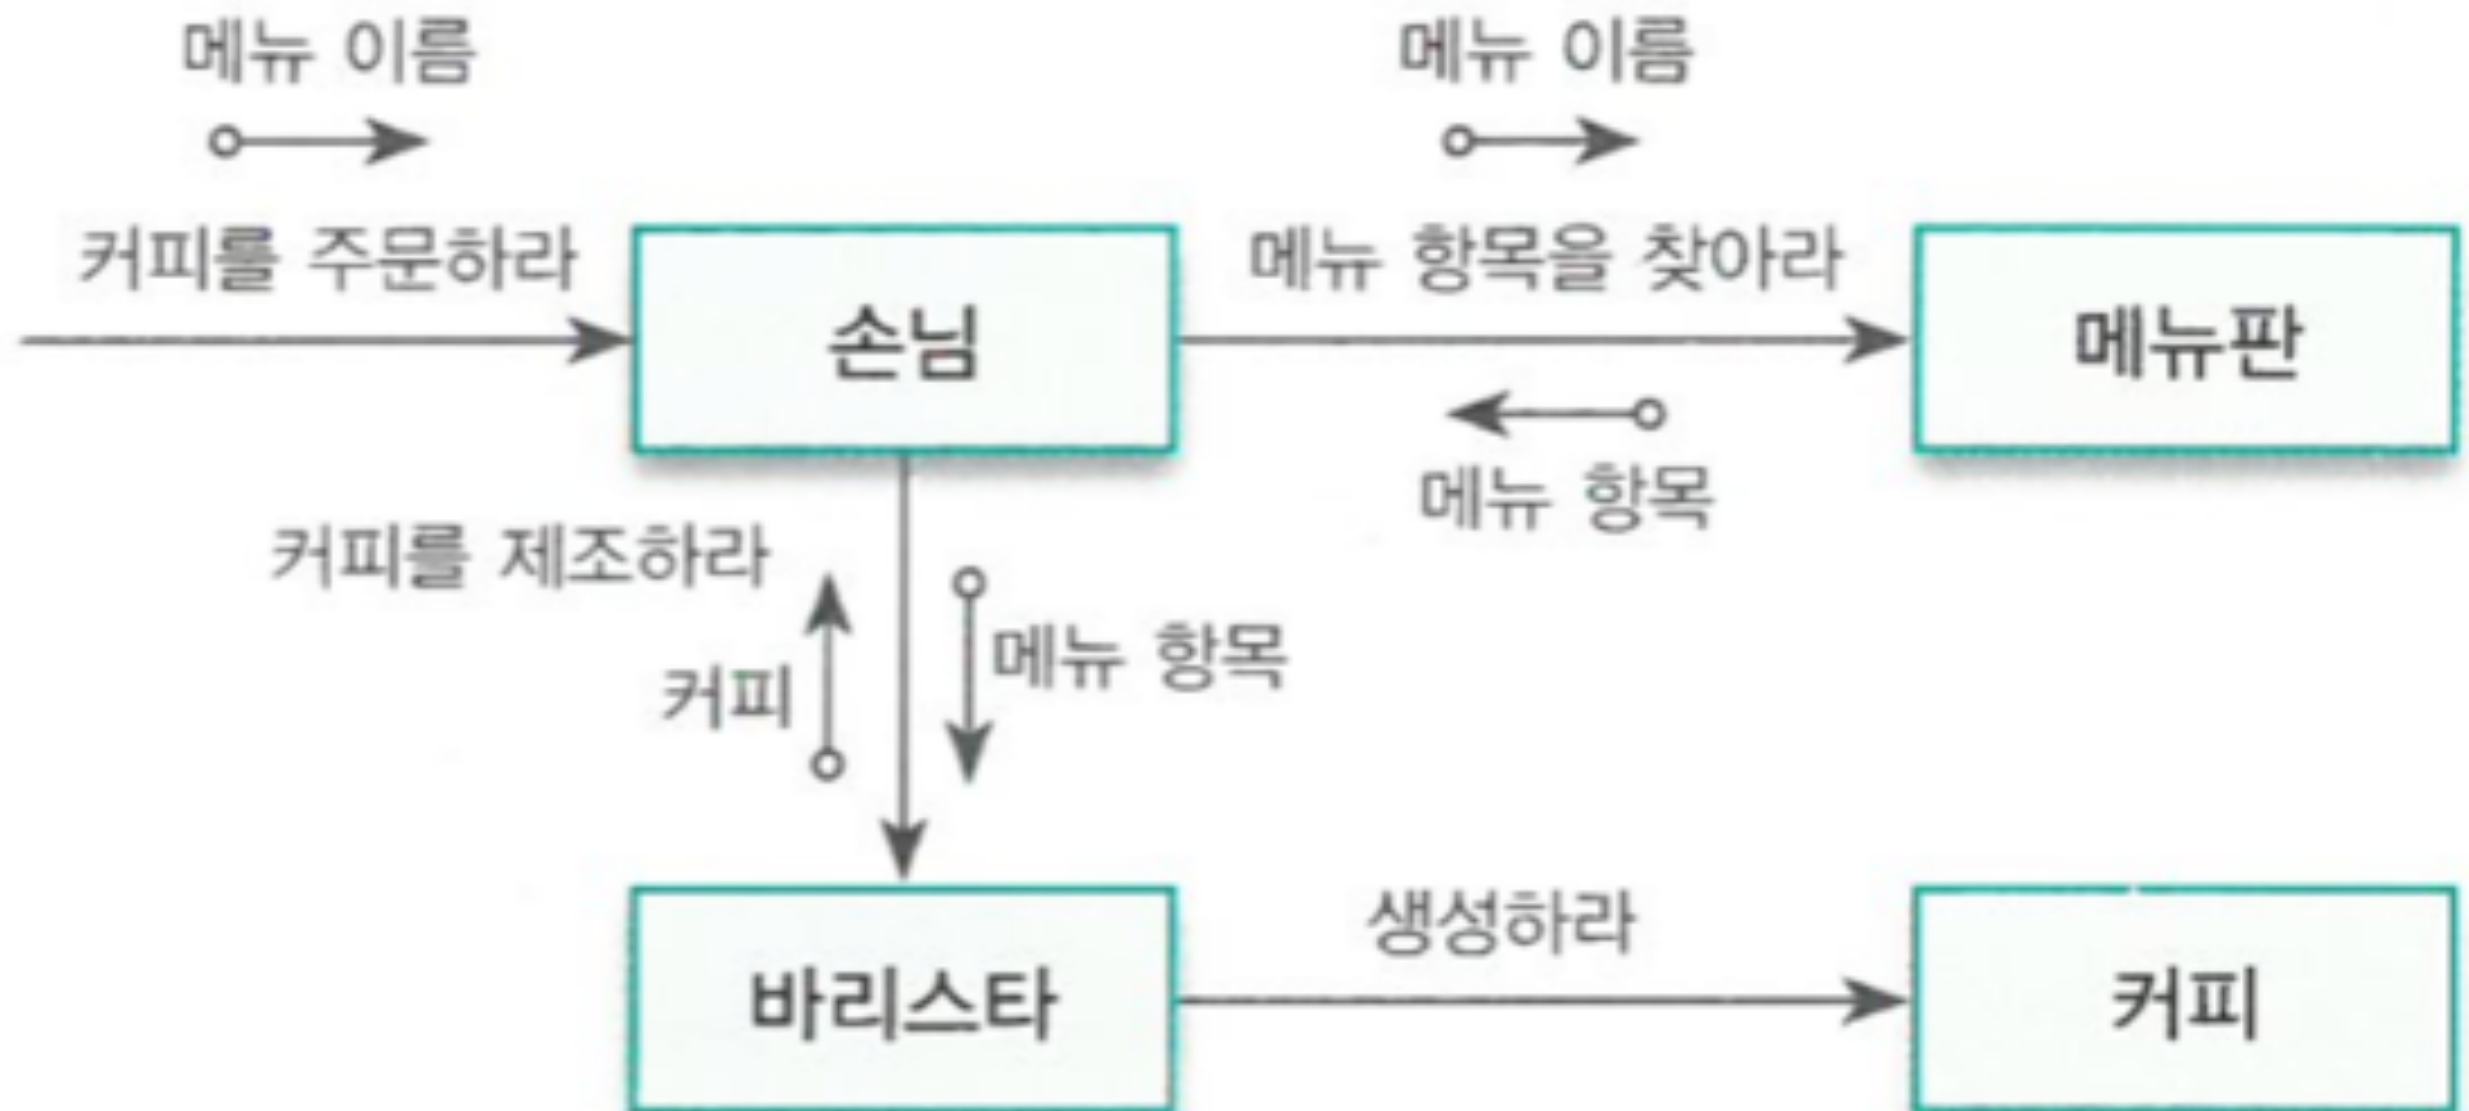 메뉴 이름
메뉴 이름
커피를 주문하라
손님
메뉴 항목을 찾아라
메뉴판
메뉴 항목
커피를 제조하라
커피
메뉴 항목
바리스타
생성하라
커피